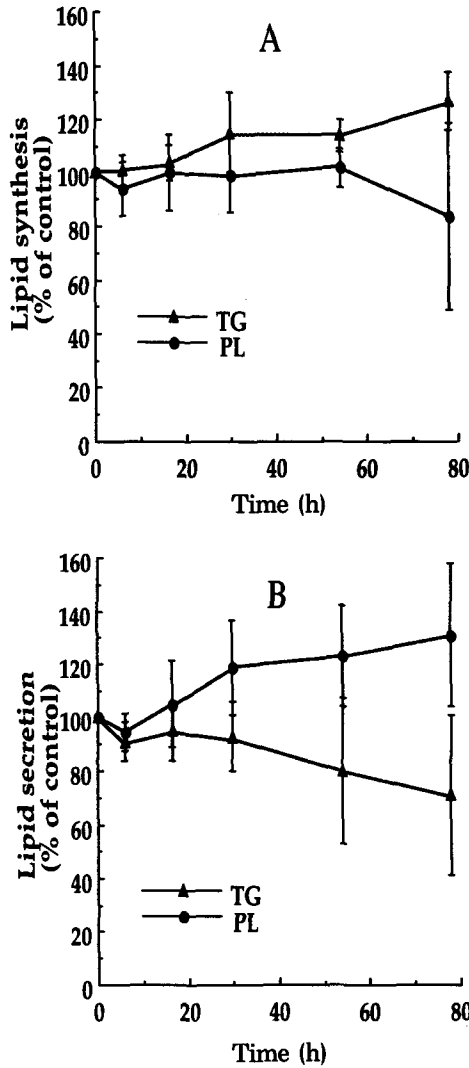 A
Lipid synthesis
(% of control)
160
140
120
100
80
60
40
20
0
TG
PL
0 20 40 60 80
Time (h)
B
Lipid secretion
(% of control)
160
140
120
100
80
60
40
20
0
TG
PL
0 20 40 60 80
Time (h)